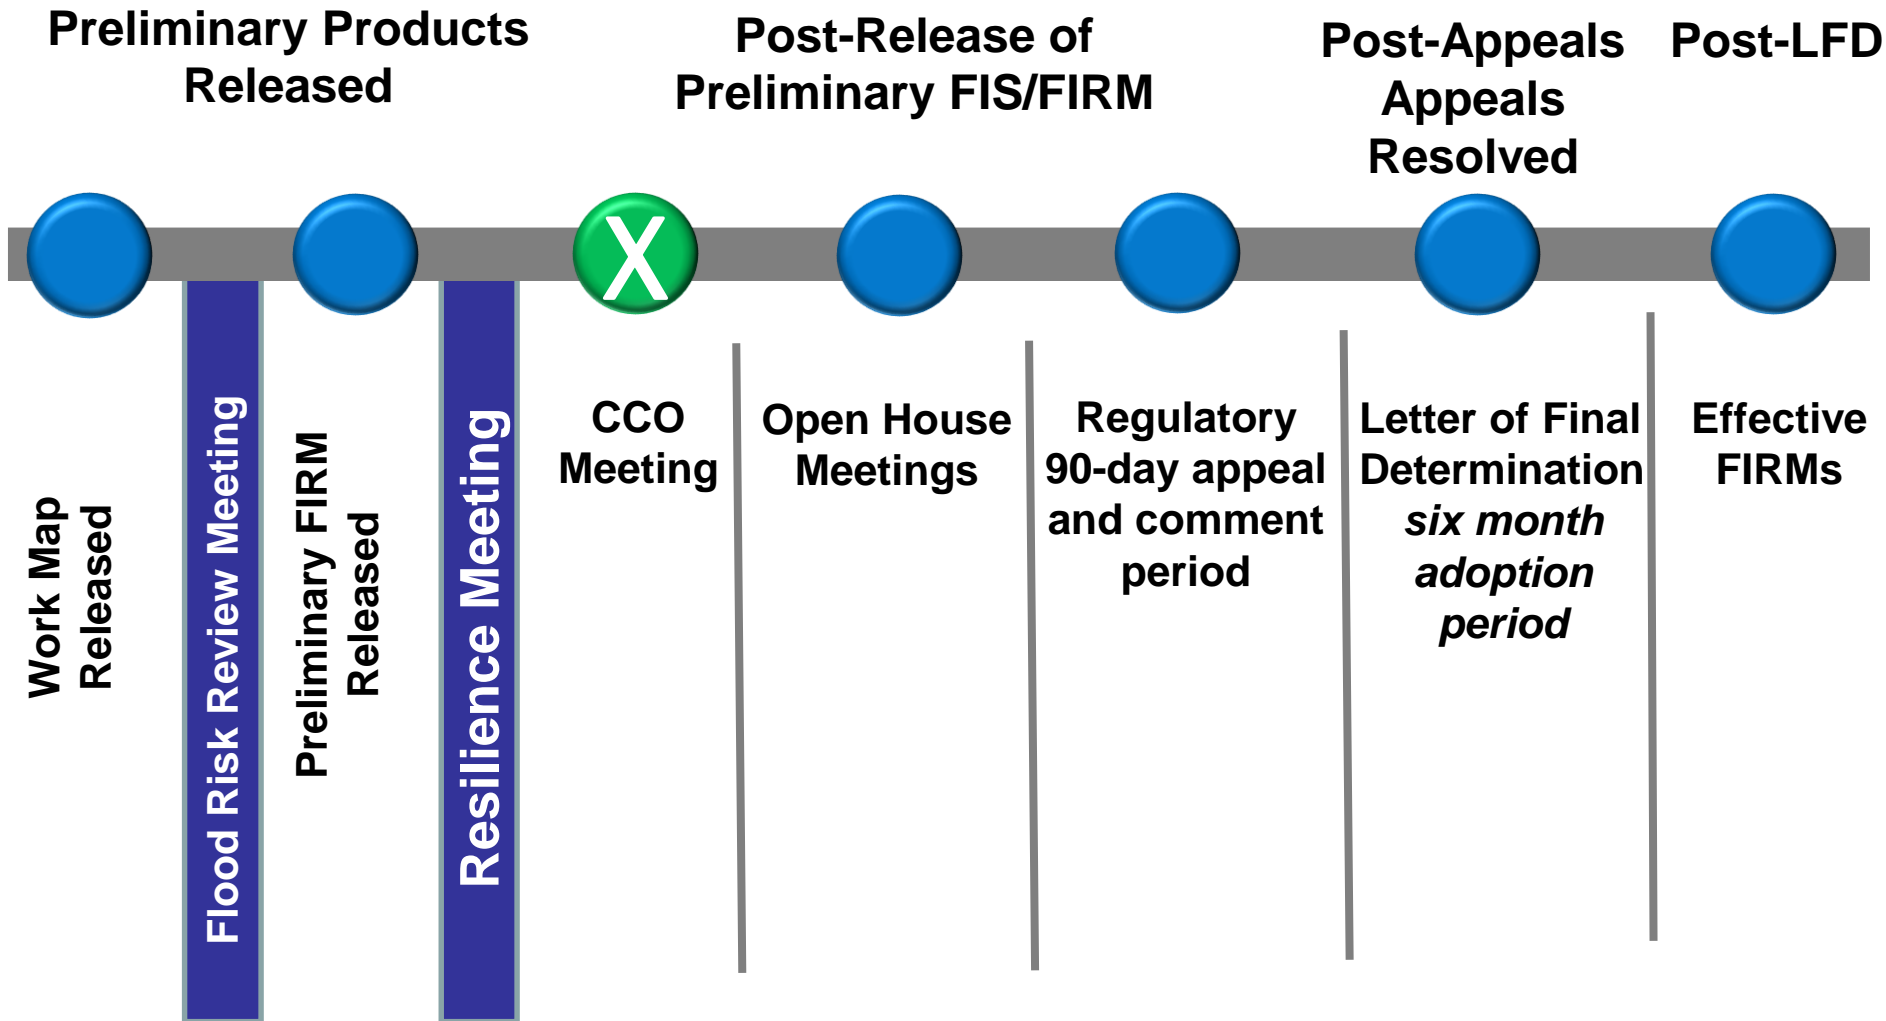 Preliminary Products
Released
Post-Release of
Preliminary FIS/FIRM
Post-Appeals
Appeals
Resolved
Post-LFD
X
Work Map
Released
Flood Risk Review Meeting
Preliminary FIRM
Released
Resilience Meeting
CCO
Meeting
Open House
Meetings
Regulatory
90-day appeal
and comment
period
Letter of Final
Determination
six month
adoption
period
Effective
FIRMs